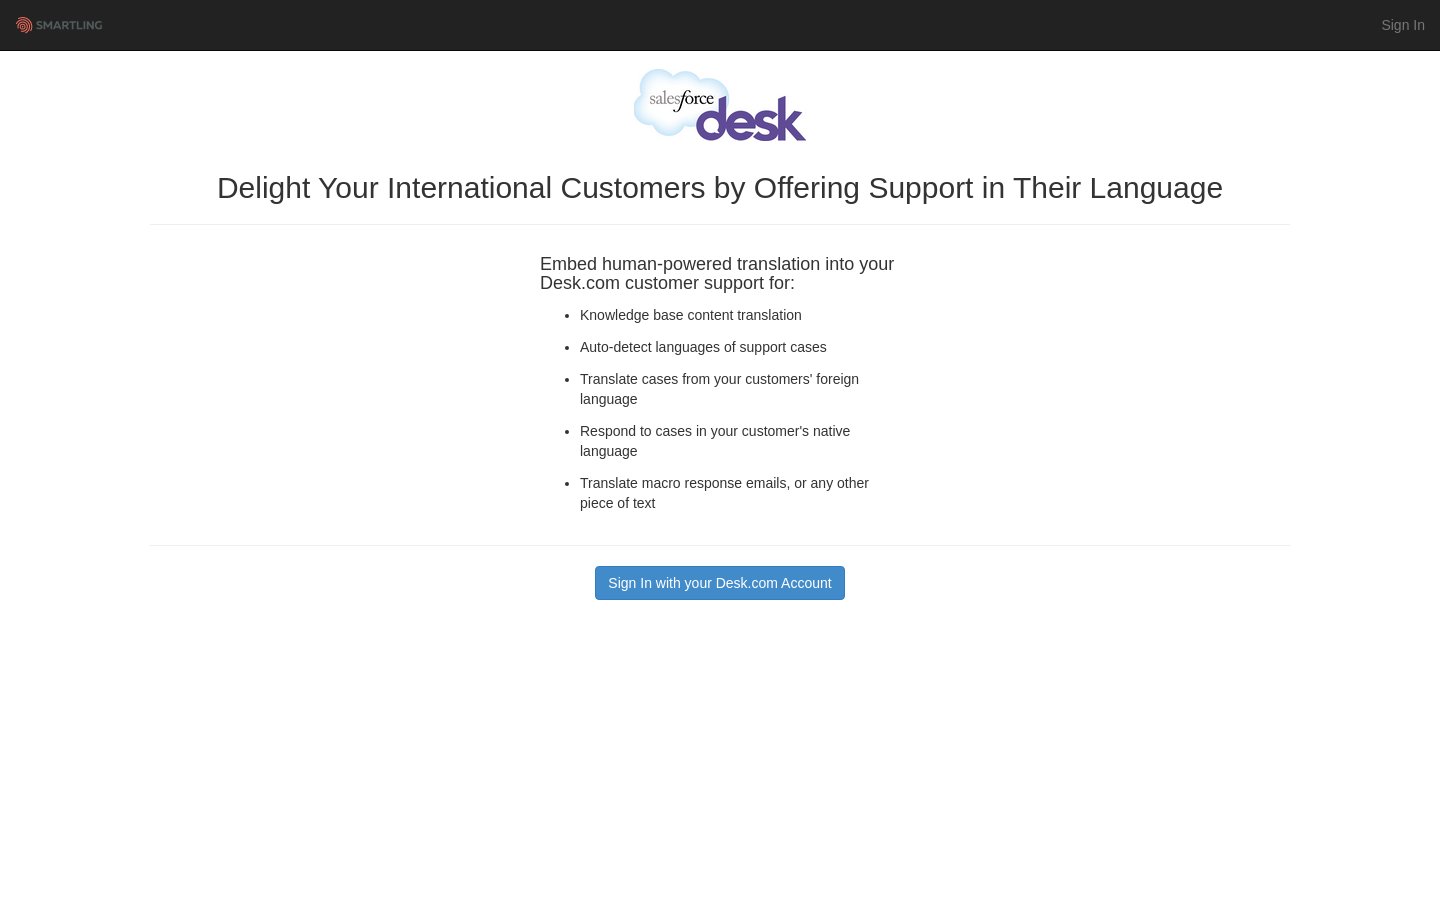 SMARTLING
Sign In
salesforce
desk
Delight Your International Customers by Offering Support in Their Language
Embed human-powered translation into your
Desk.com customer support for:
• Knowledge base content translation
• Auto-detect languages of support cases
• Translate cases from your customers' foreign
language
• Respond to cases in your customer's native
language
• Translate macro response emails, or any other
piece of text
Sign In with your Desk.com Account